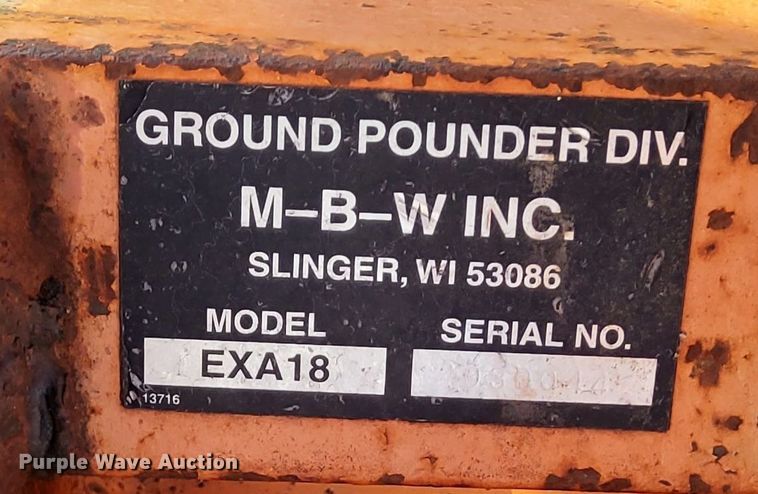 GROUND POUNDER DIV.
M-B-W INC.
SLINGER, WI 53086
MODEL SERIAL NO.
EXA18
13716
Purple Wave Auction